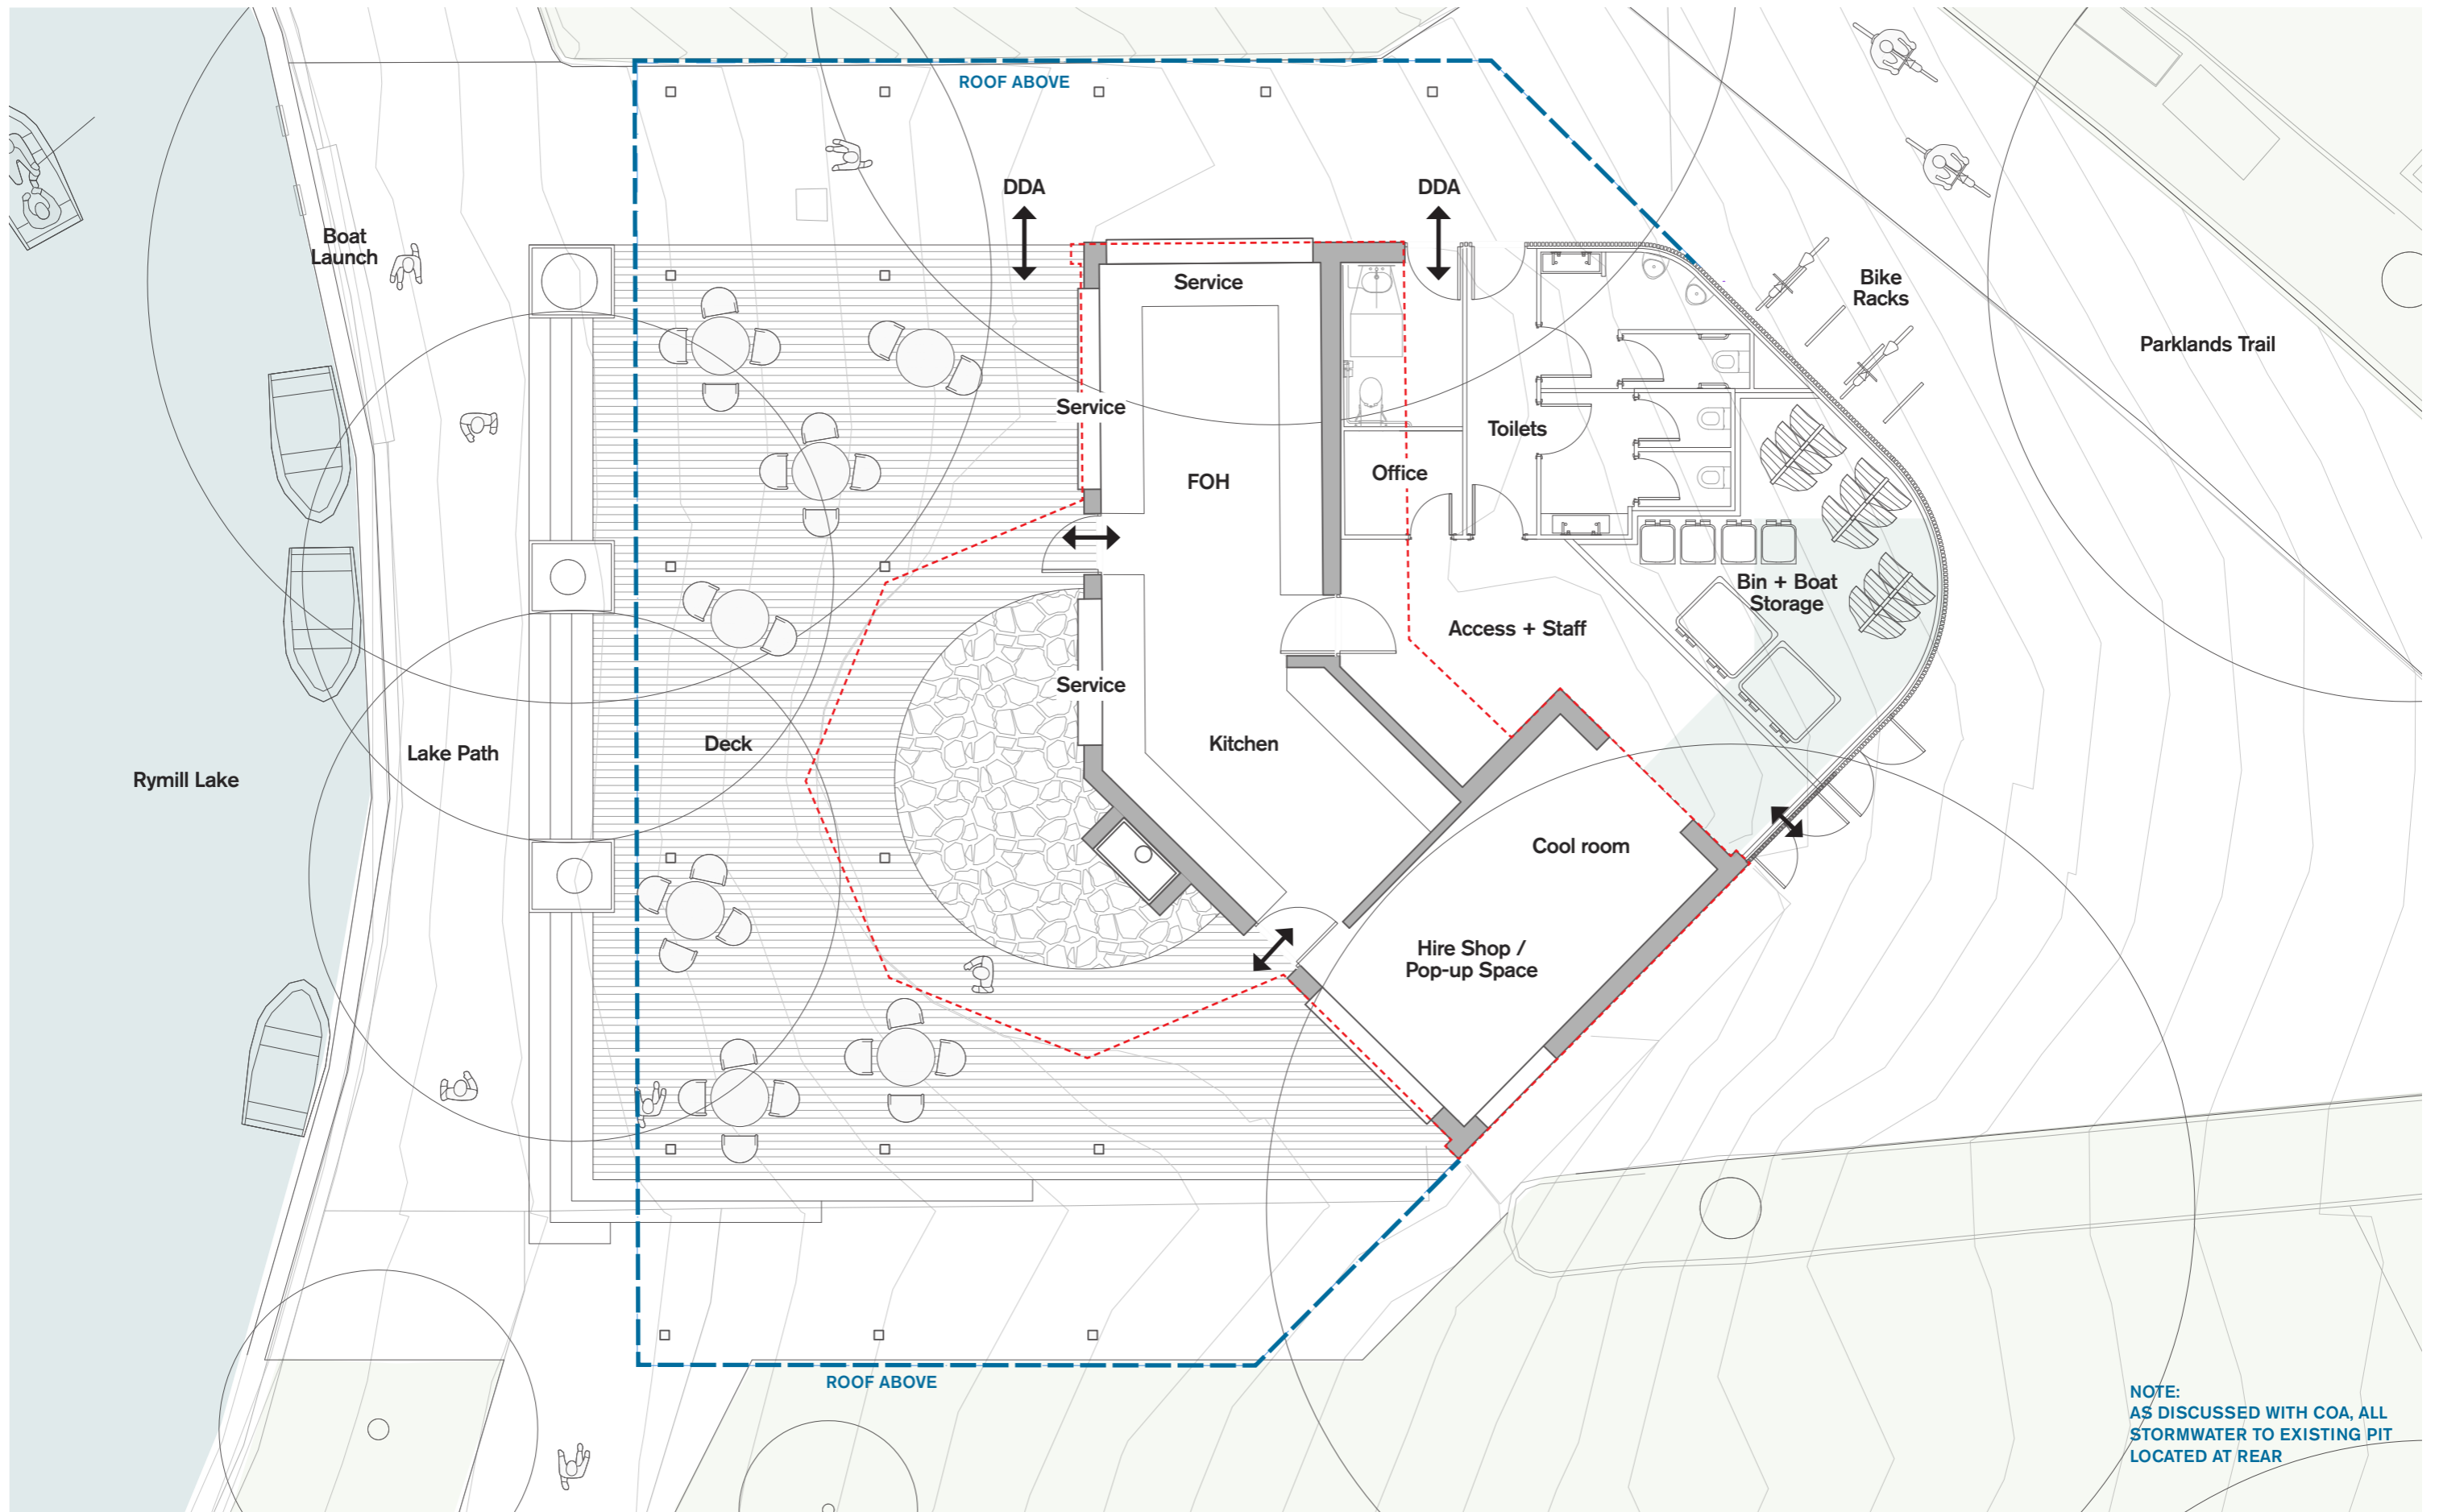 ROOF ABOVE
DDA
DDA
Boat
Launch
Service
Bike
Racks
Parklands Trail
Service
Toilets
Office
FOH
Bin + Boat
Storage
Access + Staff
Service
Deck
Kitchen
Lake Path
Rymill Lake
Cool room
Hire Shop /
Pop-up Space
ROOF ABOVE
NOTE:
AS DISCUSSED WITH COA, ALL
STORMWATER TO EXISTING PIT
LOCATED AT REAR